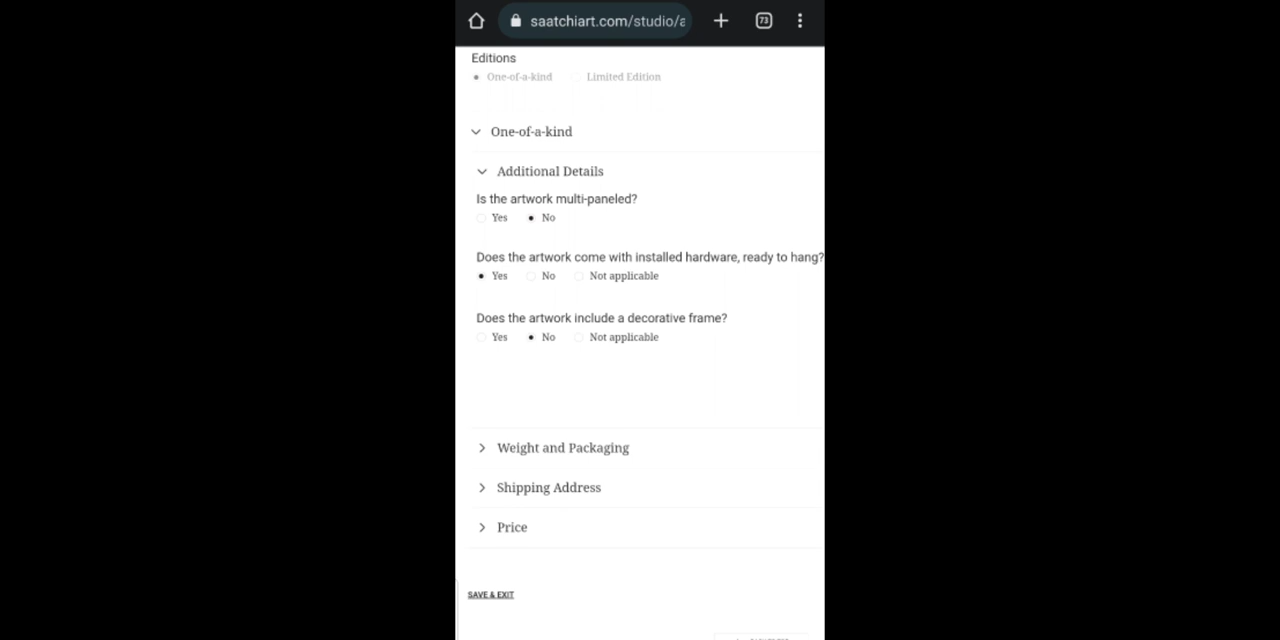 saatchiart.com/studio/a
73
Editions
One-of-a-kind Limited Edition
One-of-a-kind
Additional Details
Is the artwork multi-paneled?
Yes No
Does the artwork come with installed hardware, ready to hang?
Yes No Not applicable
Does the artwork include a decorative frame?
Yes No Not applicable
Weight and Packaging
Shipping Address
Price
SAVE & EXIT